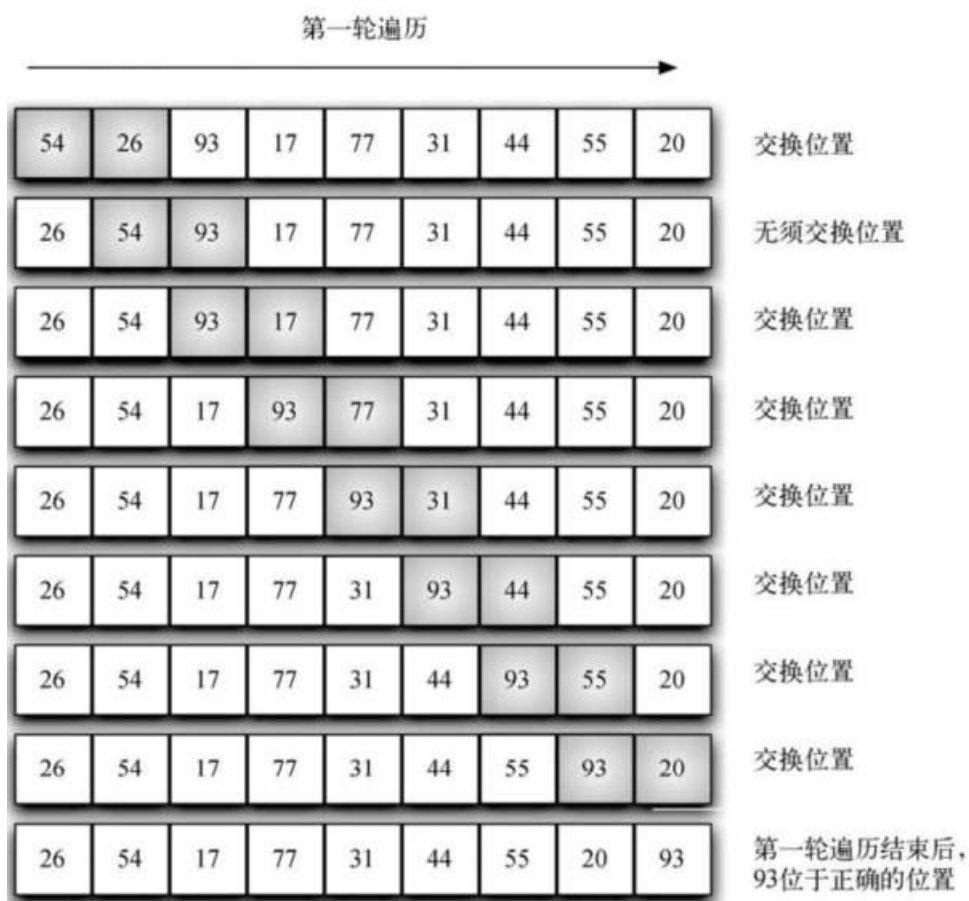 第一轮遍历
54 26 93 17 77 31 44 55 20 交换位置
26 54 93 17 77 31 44 55 20 无须交换位置
26 54 93 17 77 31 44 55 20 交换位置
26 54 17 93 77 31 44 55 20 交换位置
26 54 17 77 93 31 44 55 20 交换位置
26 54 17 77 31 93 44 55 20 交换位置
26 54 17 77 31 44 93 55 20 交换位置
26 54 17 77 31 44 55 93 20 交换位置
26 54 17 77 31 44 55 20 93 第一轮遍历结束后，
93位于正确的位置